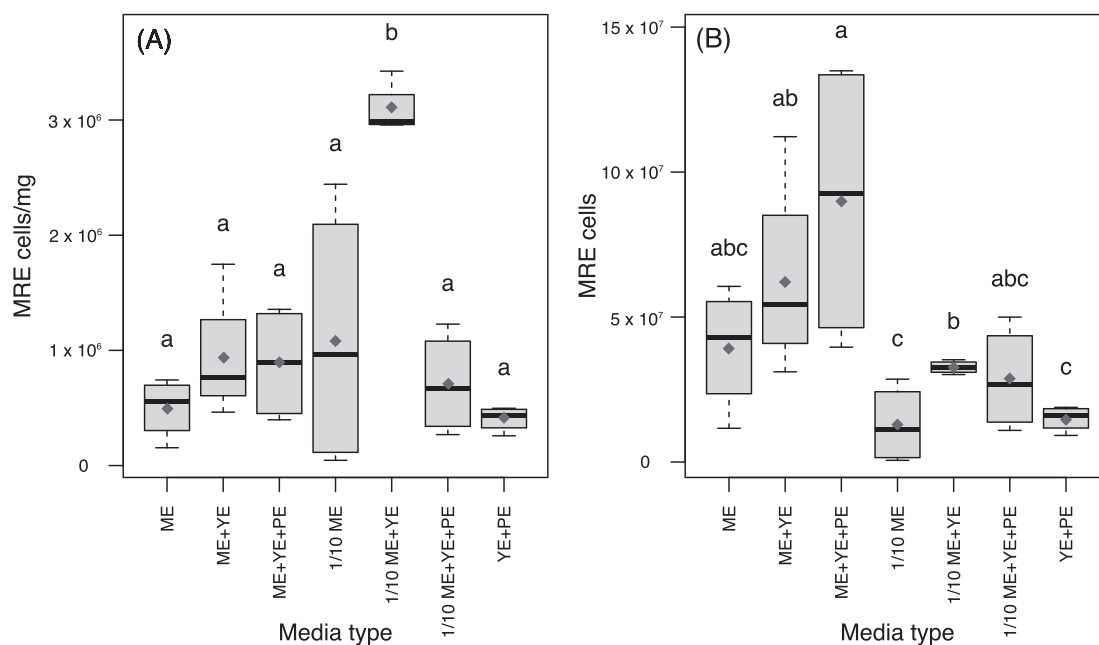 (A)
MRE cells/mg
3 x 10⁶
2 x 10⁶
1 x 10⁶
0
a
a
a
a
b
a
a
ME
ME+YE
ME+YE+PE
1/10 ME
1/10 ME+YE
1/10 ME+YE+PE
YE+PE
Media type
(B)
MRE cells
15 x 10⁷
10 x 10⁷
5 x 10⁷
0
abc
ab
a
c
b
abc
c
ME
ME+YE
ME+YE+PE
1/10 ME
1/10 ME+YE
1/10 ME+YE+PE
YE+PE
Media type